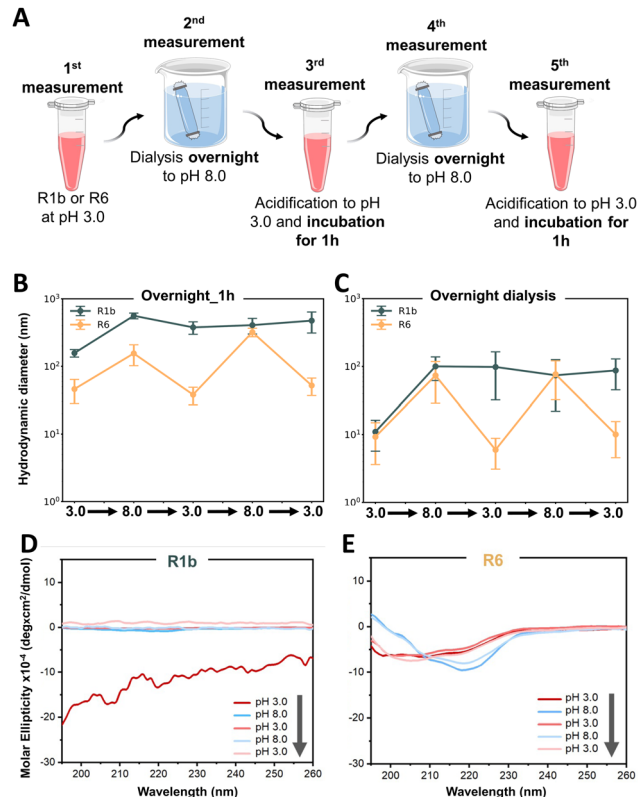 A
1st
measurement
R1b or R6
at pH 3.0
2nd
measurement
Dialysis overnight
to pH 8.0
3rd
measurement
Acidification to pH
3.0 and incubation
for 1h
4th
measurement
Dialysis overnight
to pH 8.0
5th
measurement
Acidification to pH 3.0
and incubation for
1h
B
Overnight_1h
R1b
R6
Hydrodynamic diameter (nm)
10³
10²
10¹
10⁰
3.0 8.0 3.0 8.0 3.0
C
Overnight dialysis
R1b
R6
10³
10²
10¹
10⁰
3.0 8.0 3.0 8.0 3.0
D
R1b
Molar Ellipticity x10⁻⁴ (degxcm²/dmol)
10
0
-10
-20
-30
pH 3.0
pH 8.0
pH 3.0
pH 8.0
pH 3.0
200 210 220 230 240 250 260
Wavelength (nm)
E
R6
10
5
0
-5
-10
-15
pH 3.0
pH 8.0
pH 3.0
pH 8.0
pH 3.0
200 210 220 230 240 250 260
Wavelength (nm)